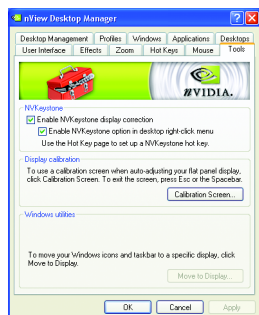 nView Desktop Manager
Desktop Management Profiles Windows Applications Desktops
User Interface Effects Zoom Hot Keys Mouse Tools
NVIDIA.
NVKeystone
Enable NVKeystone display correction
Enable NVKeystone option in desktop right-click menu
Use the Hot Key page to set up a NVKeystone hot key.
Display calibration
To use a calibration screen when auto-adjusting your flat panel display,
click Calibration Screen. To exit the screen, press Esc or the Spacebar.
Calibration Screen...
Windows utilities
To move your Windows icons and taskbar to a specific display, click
Move to Display.
Move to Display...
OK Cancel Apply